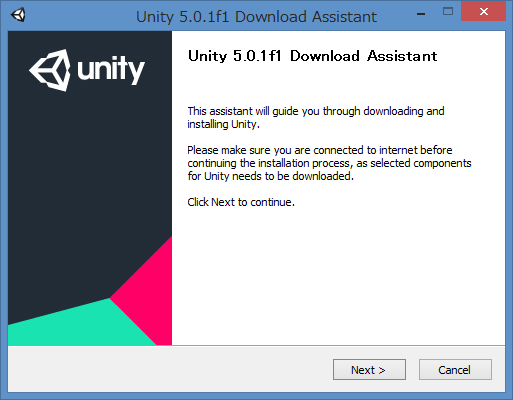 Unity 5.0.1f1 Download Assistant
unity
Unity 5.0.1f1 Download Assistant
This assistant will guide you through downloading and
installing Unity.
Please make sure you are connected to internet before
continuing the installation process, as selected components
for Unity needs to be downloaded.
Click Next to continue.
Next >
Cancel